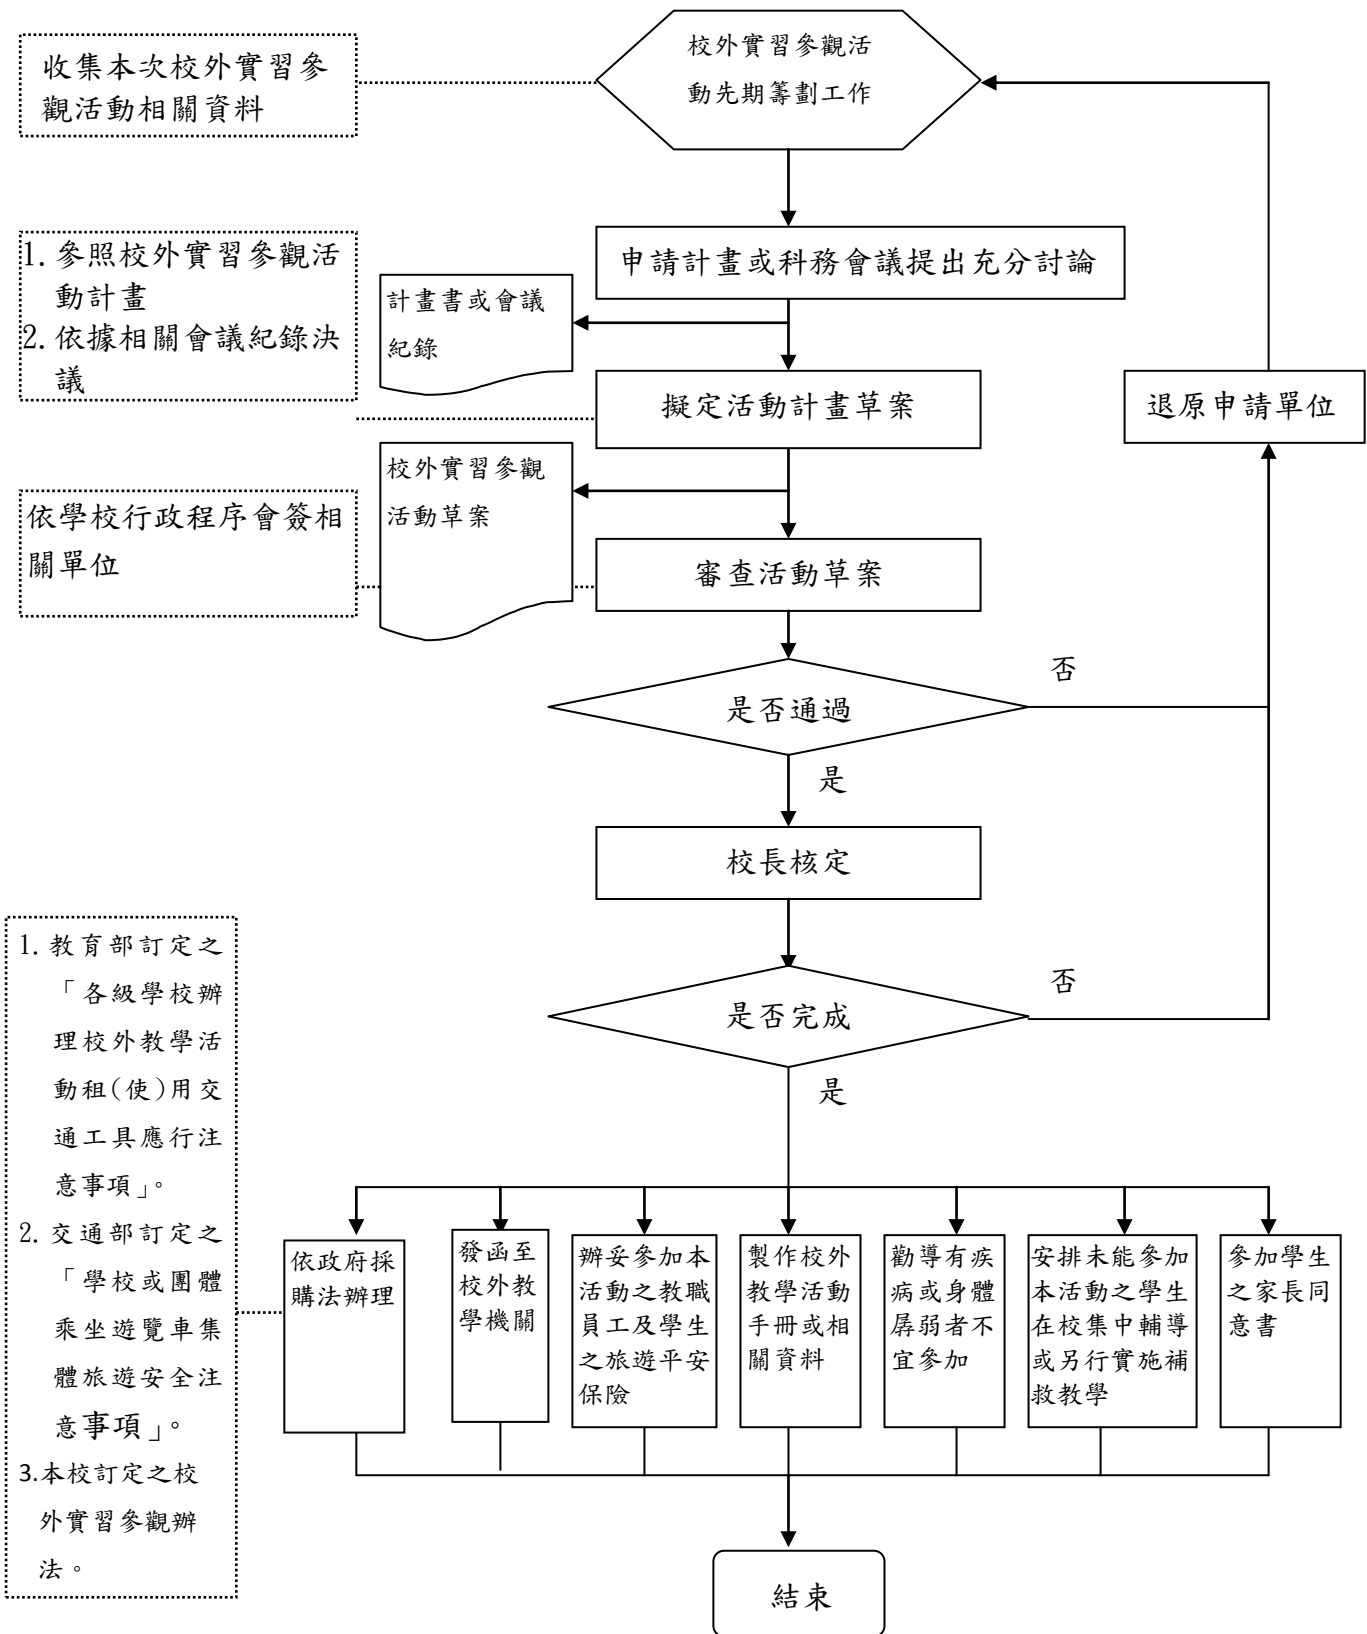 校外實習參觀活
動先期籌劃工作
收集本次校外實習參
觀活動相關資料
申請計畫或科務會議提出充分討論
1. 參照校外實習參觀活
動計畫
2. 依據相關會議紀錄決
議
計畫書或會議
紀錄
擬定活動計畫草案
退原申請單位
校外實習參觀
活動草案
依學校行政程序會簽相
關單位
審查活動草案
是否通過
否
是
校長核定
是否完成
否
是
1. 教育部訂定之
「各級學校辦
理校外教學活
動租(使)用交
通工具應行注
意事項」。
2. 交通部訂定之
「學校或團體
乘坐遊覽車集
體旅遊安全注
意事項」。
3.本校訂定之校
外實習參觀辦
法。
依政府採
購法辦理
發函至
校外教
學機關
辦妥參加本
活動之教職
員工及學生
之旅遊平安
保險
製作校外
教學活動
手冊或相
關資料
勸導有疾
病或身體
孱弱者不
宜參加
安排未能參加
本活動之學生
在校集中輔導
或另行實施補
救教學
參加學生
之家長同
意書
結束